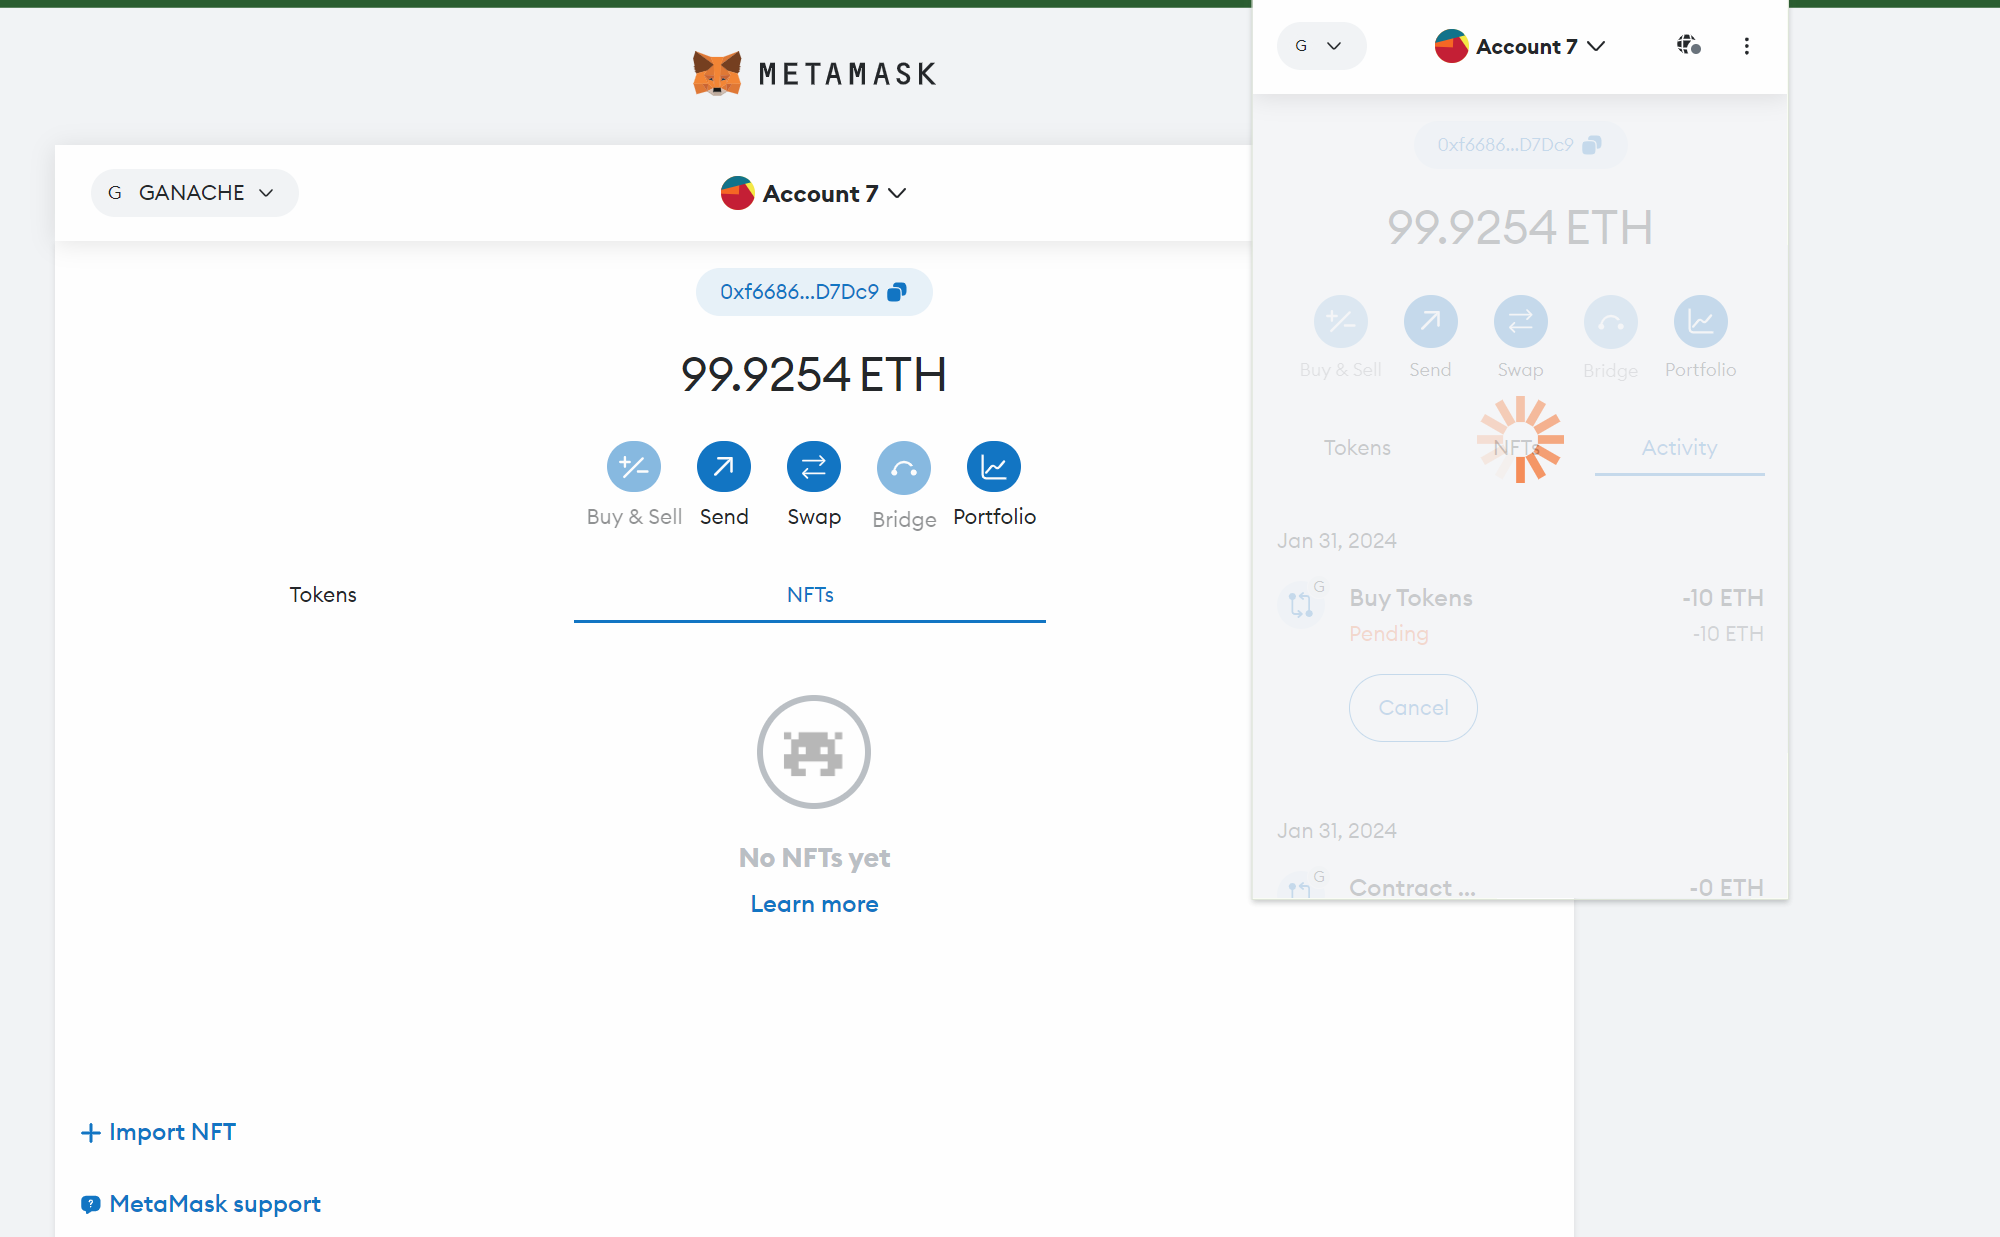 METAMASK
G GANACHE
Account 7
0xf6686...D7Dc9
99.9254 ETH
Buy & Sell
Send
Swap
Bridge
Portfolio
Tokens
NFTs
No NFTs yet
Learn more
Import NFT
MetaMask support
G
Account 7
0xf6686...D7Dc9
99.9254 ETH
Buy & Sell
Send
Swap
Bridge
Portfolio
Tokens
NFTs
Activity
Jan 31, 2024
G
Buy Tokens
-10 ETH
Pending
-10 ETH
Cancel
Jan 31, 2024
G
Contract ...
-0 ETH